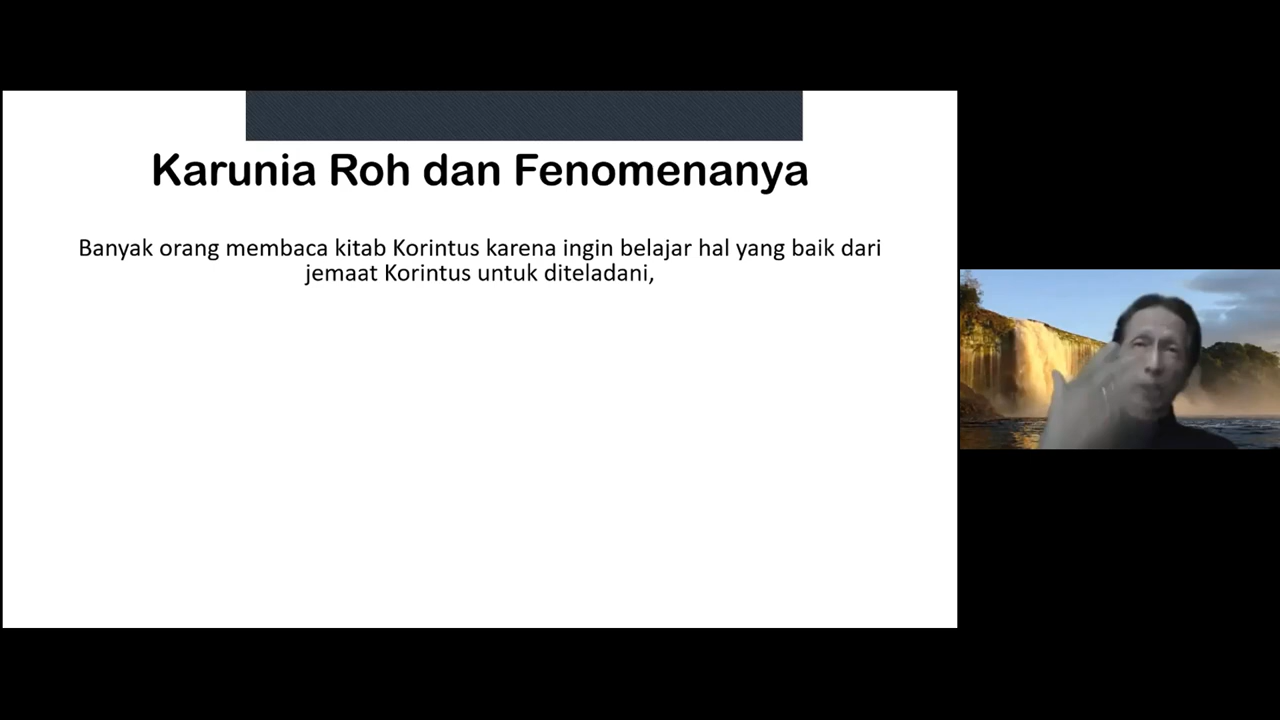 Karunia Roh dan Fenomenanya
Banyak orang membaca kitab Korintus karena ingin belajar hal yang baik dari
jemaat Korintus untuk diteladani,